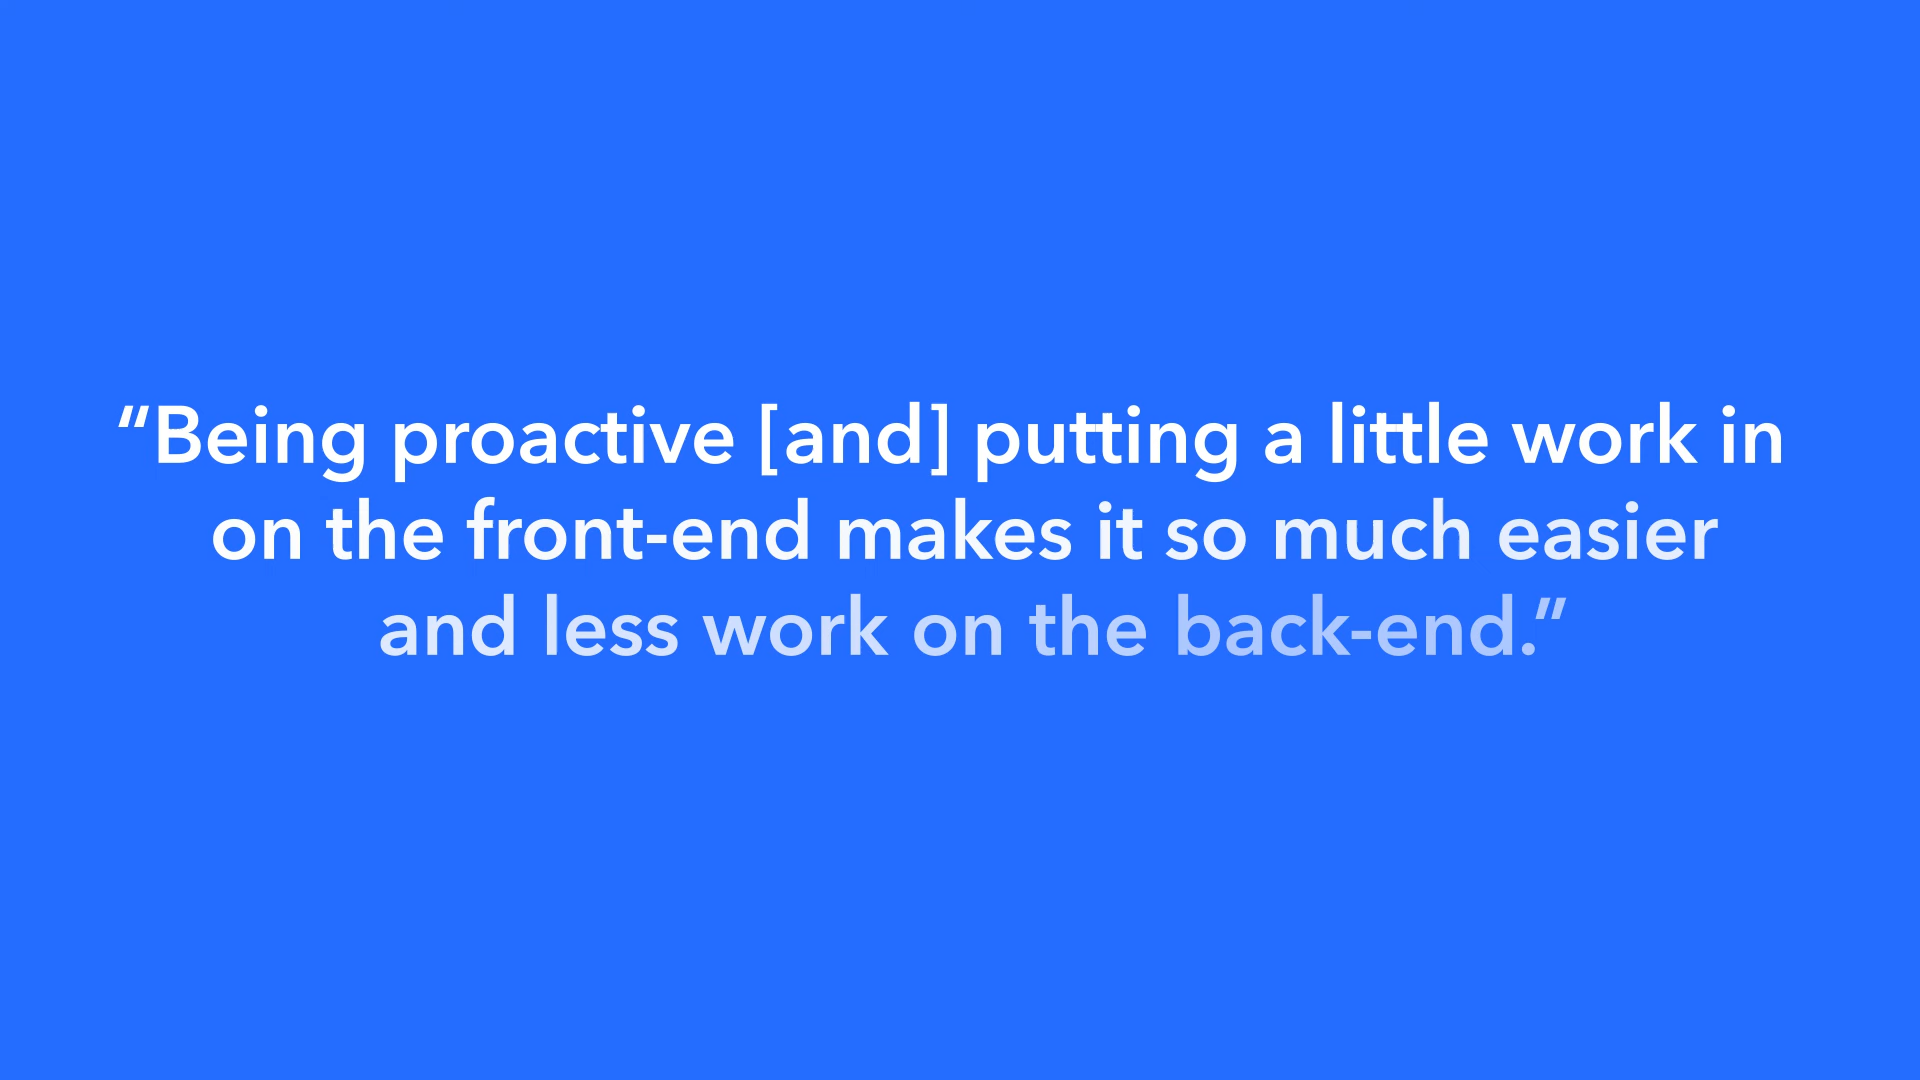 “Being proactive [and] putting a little work in
on the front-end makes it so much easier
and less work on the back-end.”